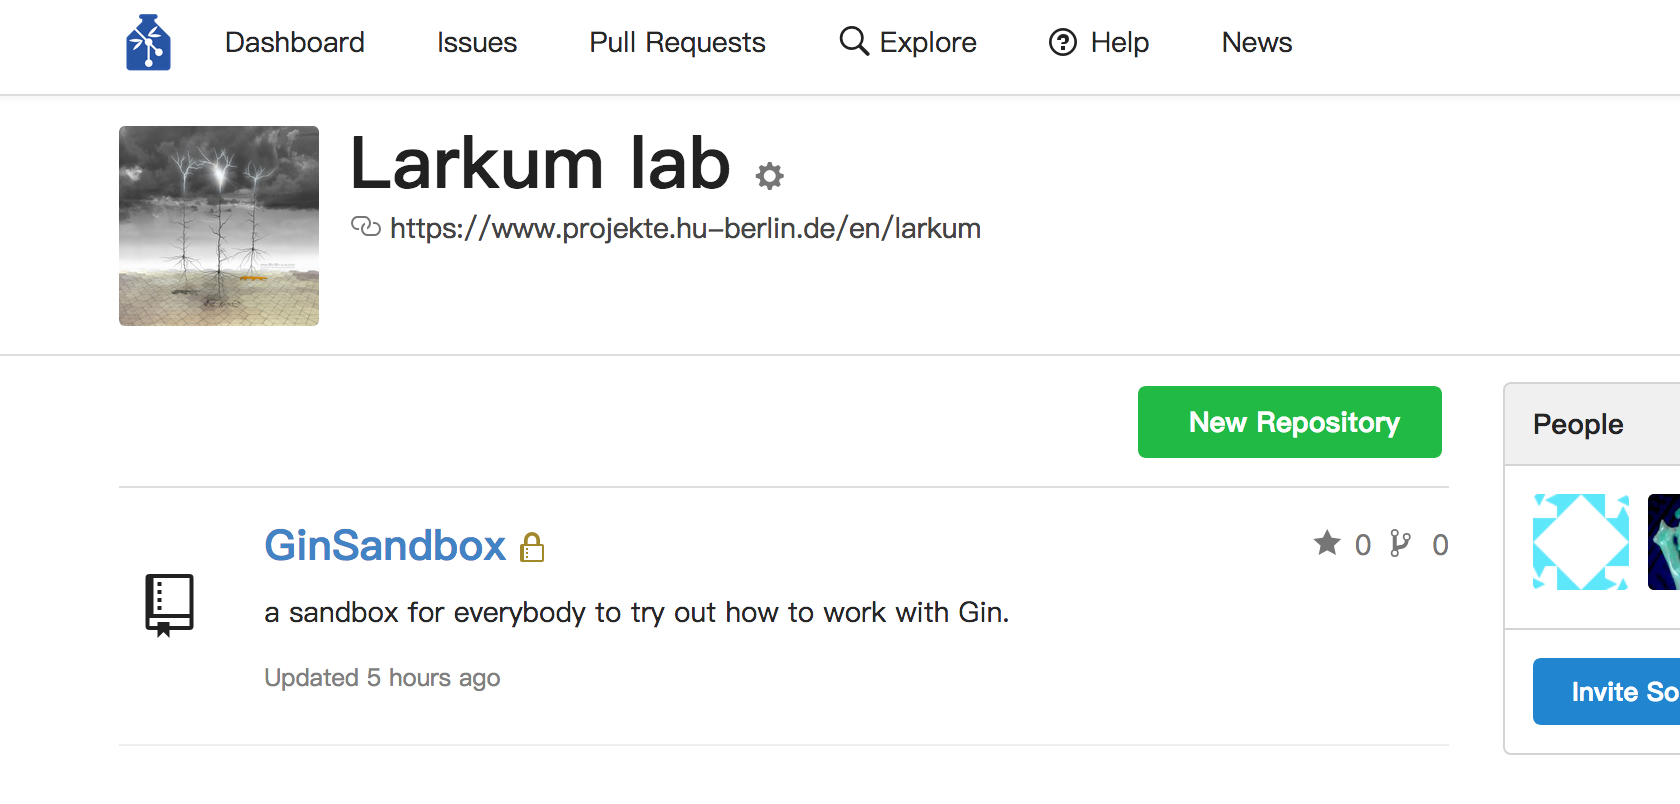 Dashboard Issues Pull Requests Explore Help News
Larkum lab
https://www.projekte.hu-berlin.de/en/larkum
New Repository
People
GinSandbox 0 0
a sandbox for everybody to try out how to work with Gin.
Updated 5 hours ago
Invite So